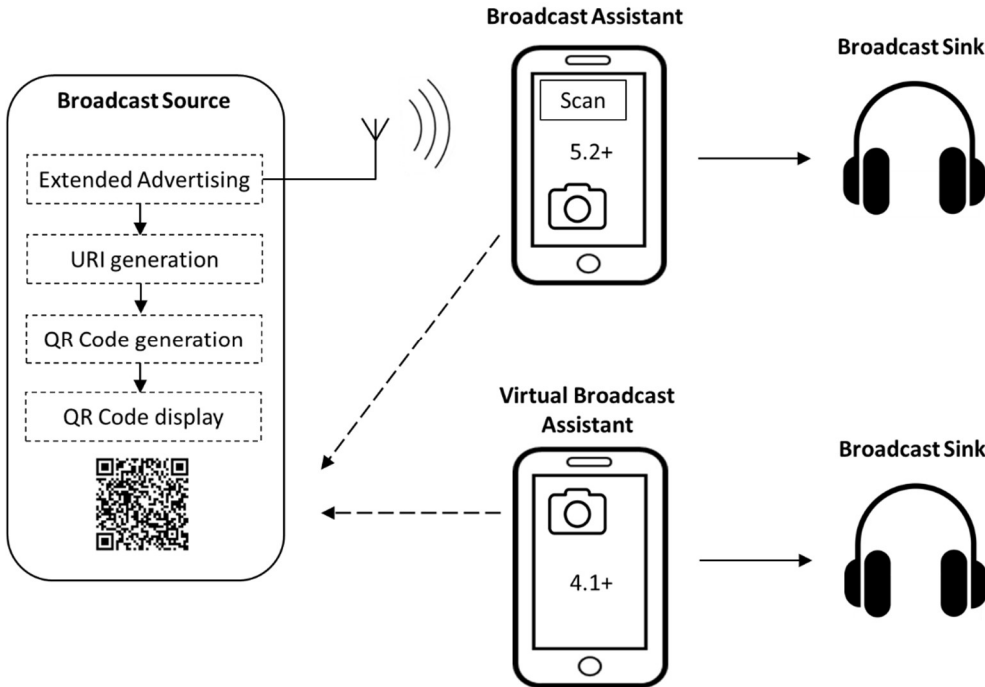 Broadcast Source
Extended Advertising
URI generation
QR Code generation
QR Code display
Broadcast Assistant
Scan
5.2+
Broadcast Sink
Virtual Broadcast
Assistant
4.1+
Broadcast Sink